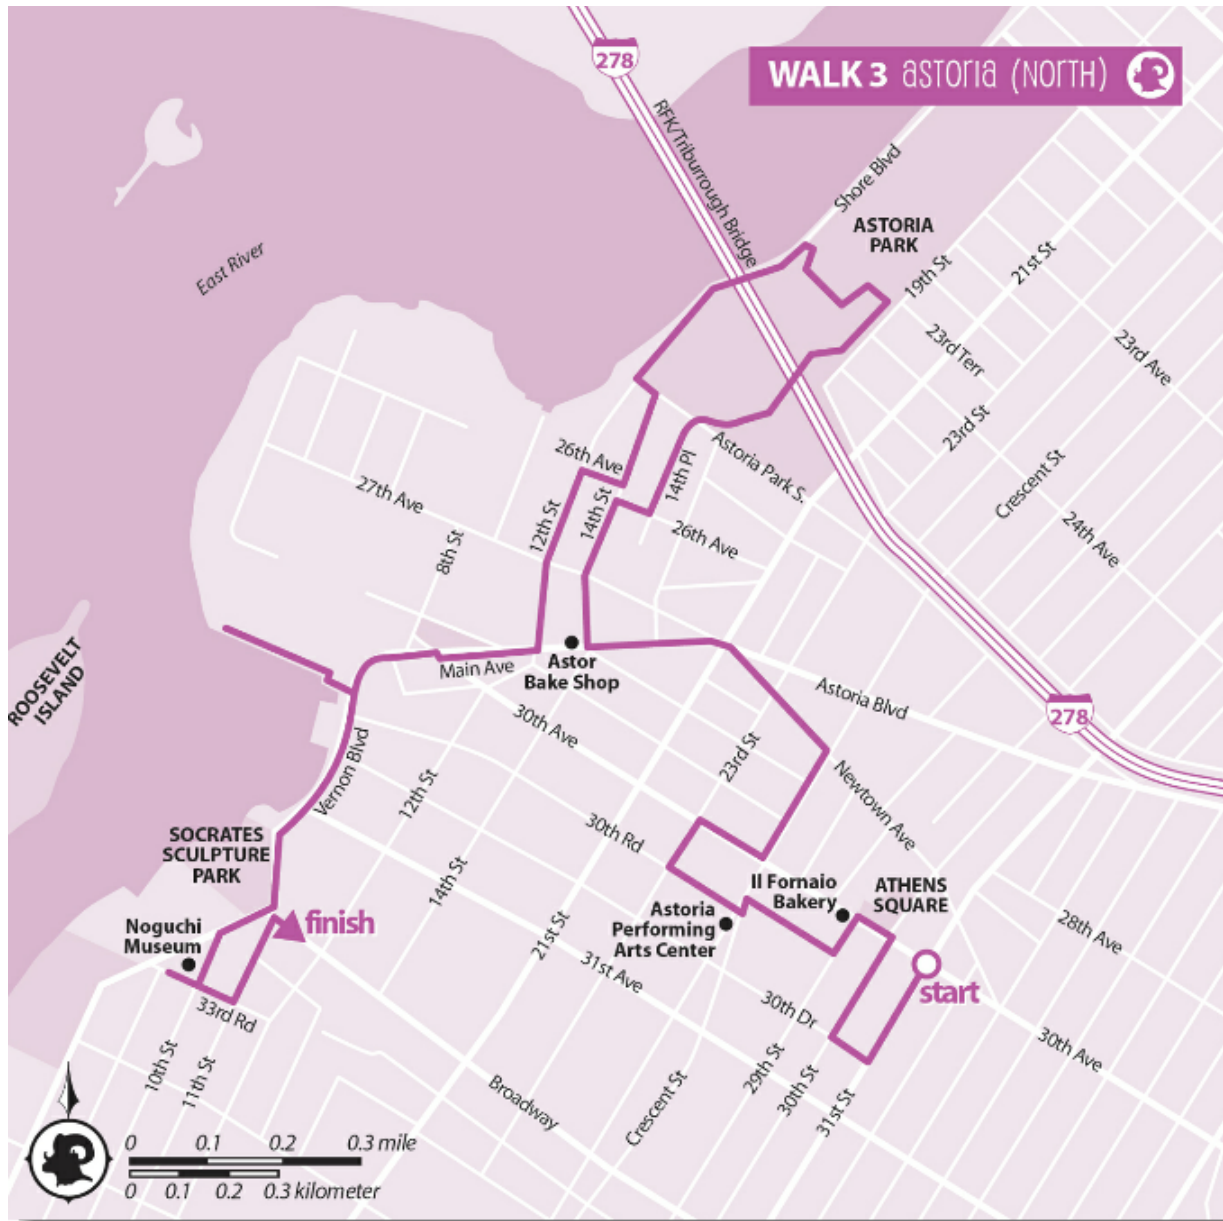 WALK 3 astoria (NORTH)
278
RFK/Triburrough Bridge
Shore Blvd
ASTORIA
PARK
East River
19th St
21st St
23rd Terr
23rd Ave
23rd St
Crescent St
24th Ave
Astoria Park S.
14th Pl
26th Ave
26th Ave
27th Ave
12th St
14th St
8th St
ROOSEVELT
ISLAND
Main Ave
Astor
Bake Shop
Astoria Blvd
278
30th Ave
23rd St
Newtown Ave
Vernon Blvd
12th St
30th Rd
SOCRATES
SCULPTURE
PARK
14th St
Il Fornaio
Bakery
ATHENS
SQUARE
Noguchi
Museum
finish
Astoria
Performing
Arts Center
21st St
31st Ave
28th Ave
start
33rd Rd
30th Dr
30th Ave
10th St
11th St
Broadway
Crescent St
29th St
30th St
31st St
0 0.1 0.2 0.3 mile
0 0.1 0.2 0.3 kilometer